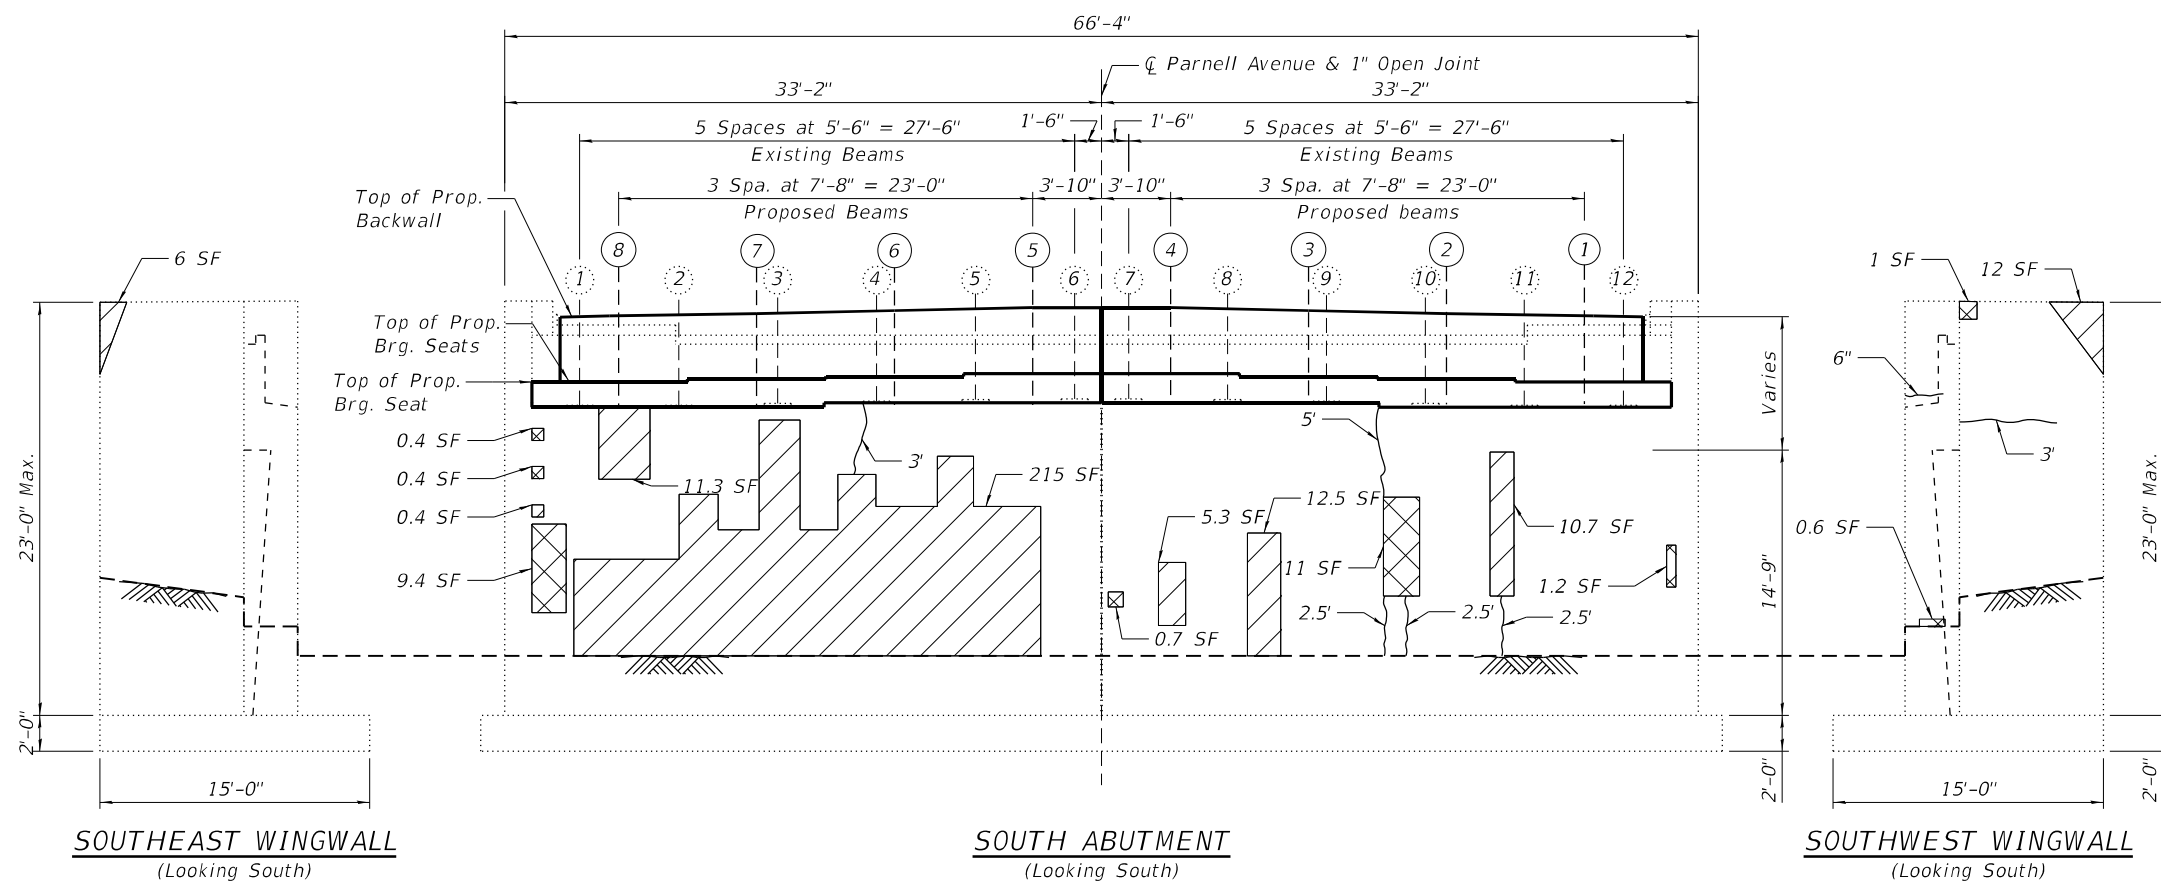 66'-4"
℄ Parnell Avenue & 1" Open Joint
33'-2"
33'-2"
5 Spaces at 5'-6" = 27'-6"
1'-6"
1'-6"
5 Spaces at 5'-6" = 27'-6"
Existing Beams
Existing Beams
3 Spa. at 7'-8" = 23'-0"
3'-10"
3'-10"
3 Spa. at 7'-8" = 23'-0"
Proposed Beams
Proposed beams
Top of Prop.
Backwall
8
7
6
5
4
3
2
1
1
2
3
4
5
6
7
8
9
10
11
12
Top of Prop.
Brg. Seats
Top of Prop.
Brg. Seat
6 SF
23'-0" Max.
2'-0"
15'-0"
0.4 SF
0.4 SF
0.4 SF
9.4 SF
11.3 SF
3'
215 SF
5'
5.3 SF
12.5 SF
11 SF
10.7 SF
1.2 SF
0.7 SF
2.5'
2.5'
2.5'
Varies
14'-9"
2'-0"
1 SF
12 SF
6"
3'
0.6 SF
23'-0" Max.
2'-0"
15'-0"
SOUTHEAST WINGWALL
(Looking South)
SOUTH ABUTMENT
(Looking South)
SOUTHWEST WINGWALL
(Looking South)